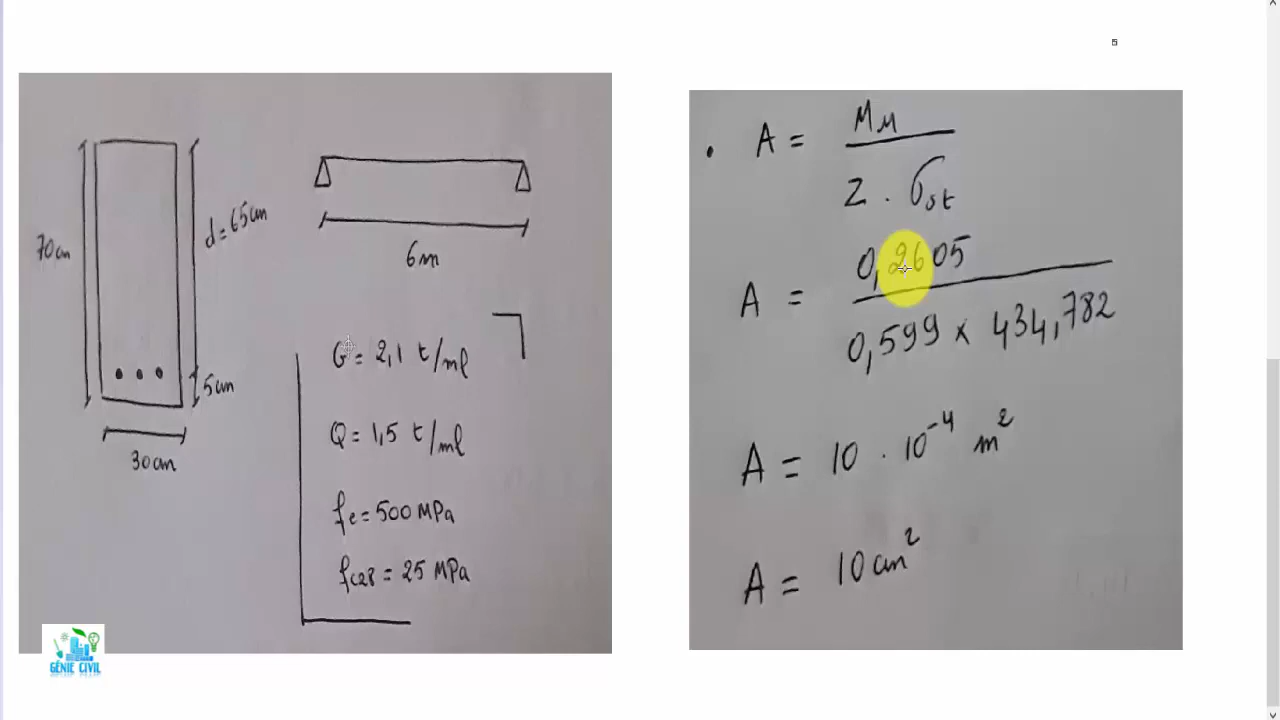 70cm
d=65cm
5cm
30cm
6m
G = 2,1 t/ml
Q = 1,5 t/ml
fe = 500 MPa
fc28 = 25 MPa
GÉNIE CIVIL
. A = Mu
Z . σst
A = 0,2605
0,599 x 434,782
A = 10 . 10⁻⁴ m²
A = 10 cm²